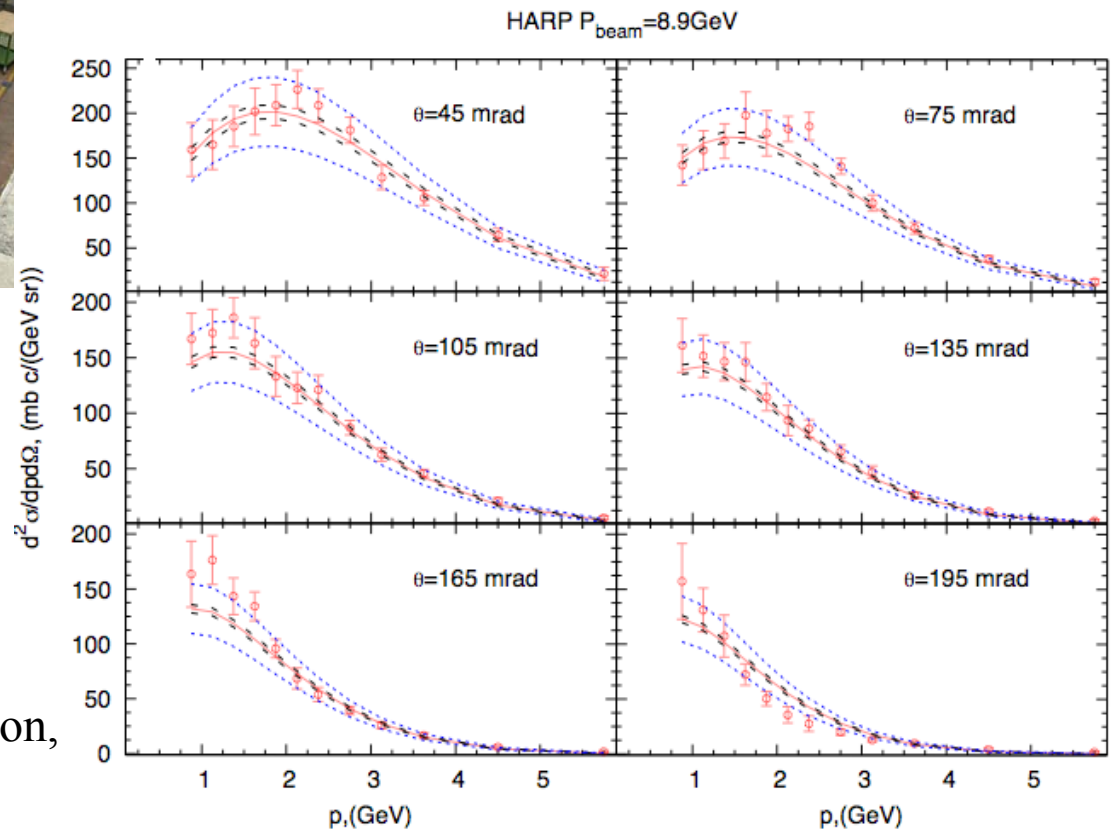 HARP P_beam=8.9GeV
d² σ/dpdΩ, (mb c/(GeV sr))
250
200
150
100
50
θ=45 mrad
θ=75 mrad
200
150
100
50
θ=105 mrad
θ=135 mrad
200
150
100
50
0
θ=165 mrad
θ=195 mrad
1 2 3 4 5
1 2 3 4 5
p,(GeV)
p,(GeV)
on,